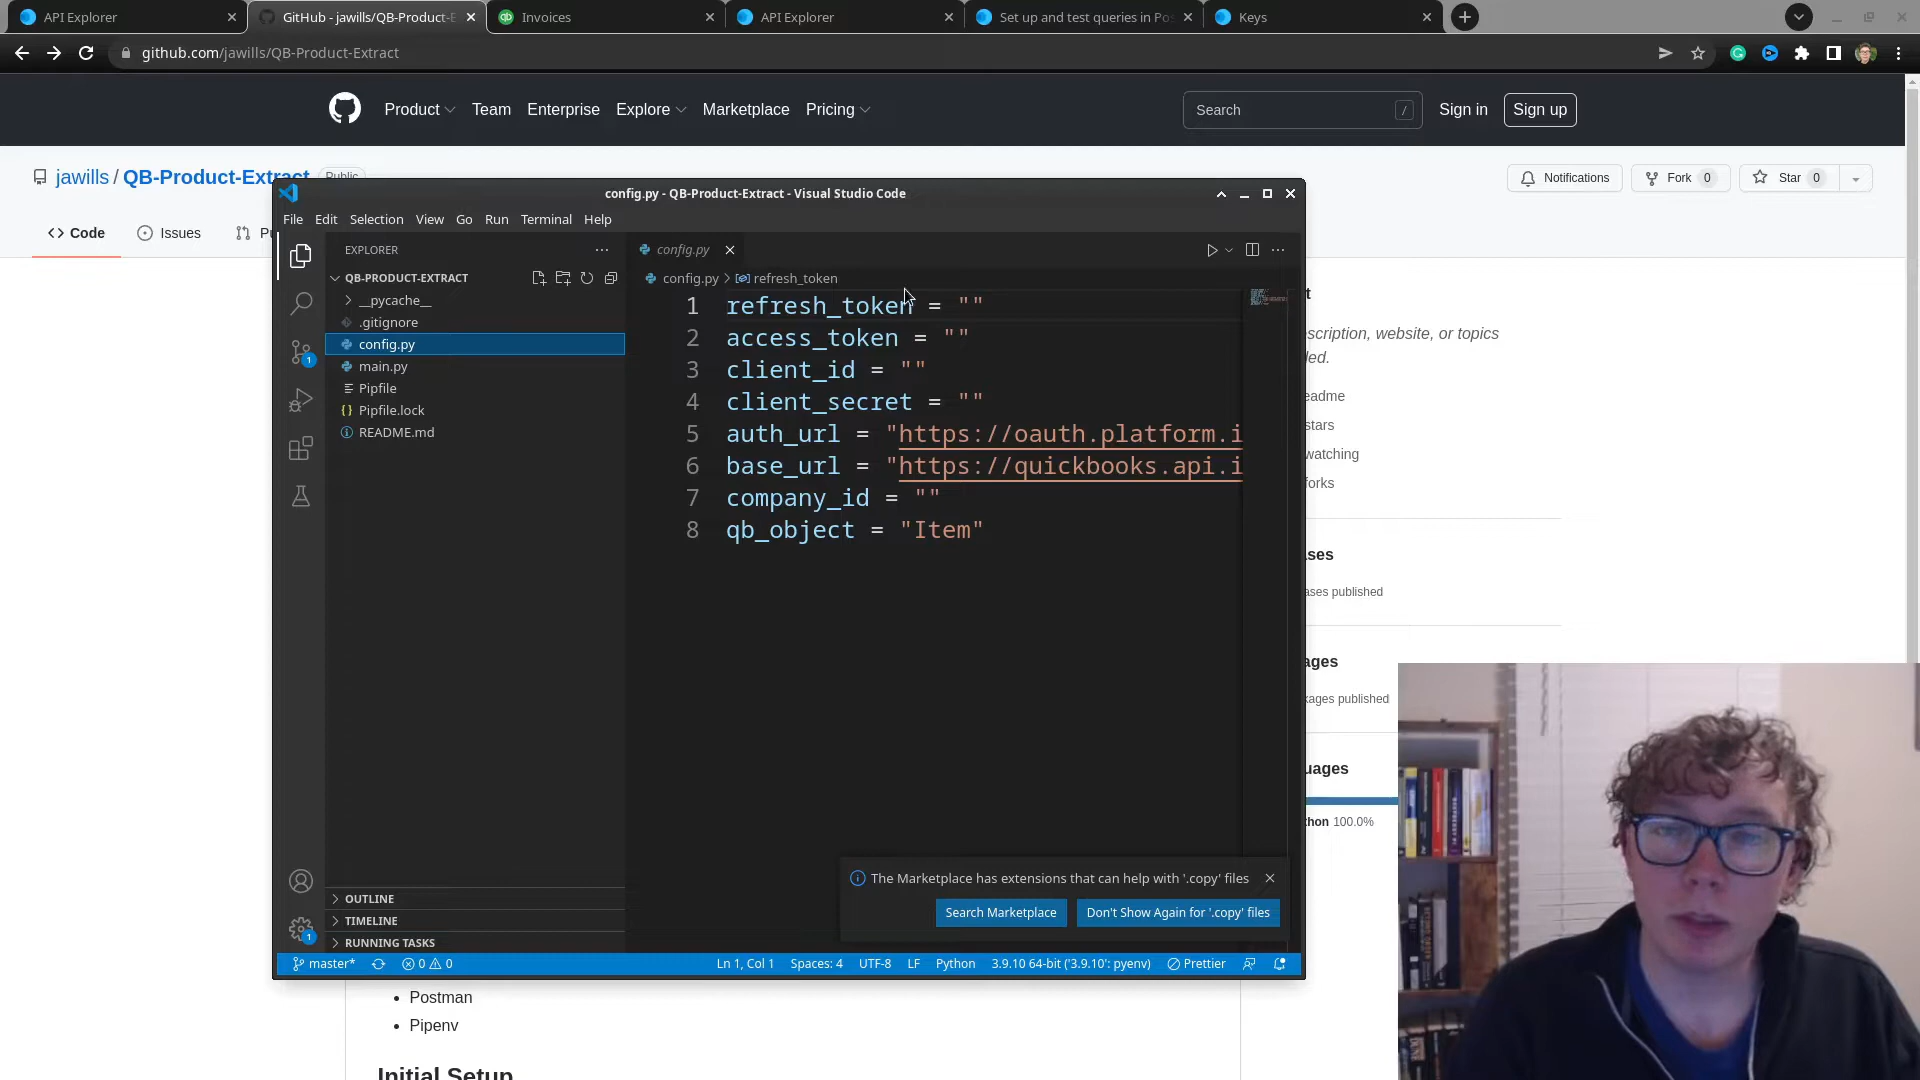 API Explorer
GitHub - jawills/QB-Product-E
Invoices
API Explorer
Set up and test queries in Pos
Keys
github.com/jawills/QB-Product-Extract
Product
Team
Enterprise
Explore
Marketplace
Pricing
Search /
Sign in
Sign up
jawills / QB-Product-Extract
Public
Notifications
Fork 0
Star 0
Code
Issues
config.py - QB-Product-Extract - Visual Studio Code
File Edit Selection View Go Run Terminal Help
EXPLORER
QB-PRODUCT-EXTRACT
__pycache__
.gitignore
config.py
main.py
Pipfile
Pipfile.lock
README.md
OUTLINE
TIMELINE
RUNNING TASKS
config.py
config.py > refresh_token
1 refresh_token = ""
2 access_token = ""
3 client_id = ""
4 client_secret = ""
5 auth_url = "https://oauth.platform.i
6 base_url = "https://quickbooks.api.i
7 company_id = ""
8 qb_object = "Item"
The Marketplace has extensions that can help with '.copy' files
Search Marketplace
Don't Show Again for '.copy' files
master* 0 0 Ln 1, Col 1 Spaces: 4 UTF-8 LF Python 3.9.10 64-bit ('3.9.10': pyenv) Prettier
scription, website, or topics
ed.
eadme
stars
watching
forks
ases
ases published
ages
kages published
uages
thon 100.0%
Postman
Pipenv
Initial Setup